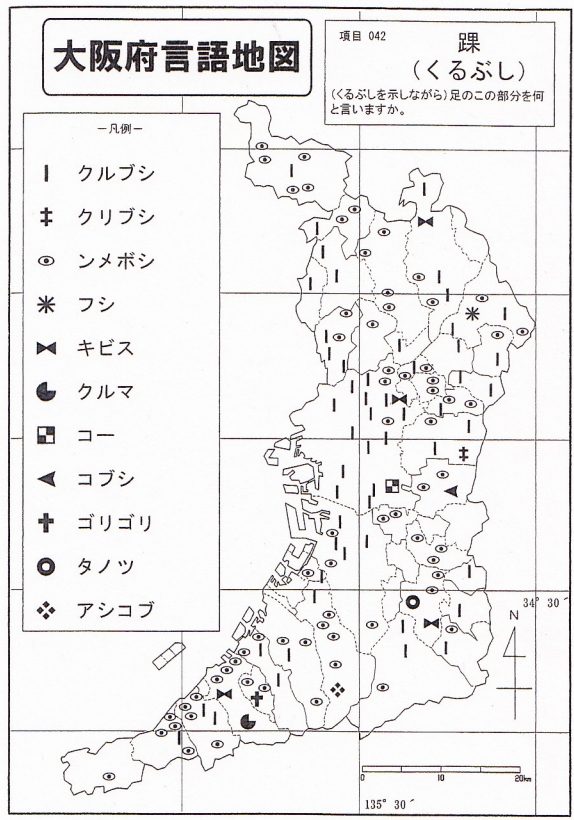 大阪府言語地図
項目 042
踝
（くるぶし）
（くるぶしを示しながら）足のこの部分を何
と言いますか。
－凡例－
クルブシ
クリブシ
ンメボシ
フシ
キビス
クルマ
コー
コブシ
ゴリゴリ
タノツ
アシコブ
34° 30´
N
0 10 20km
135° 30´